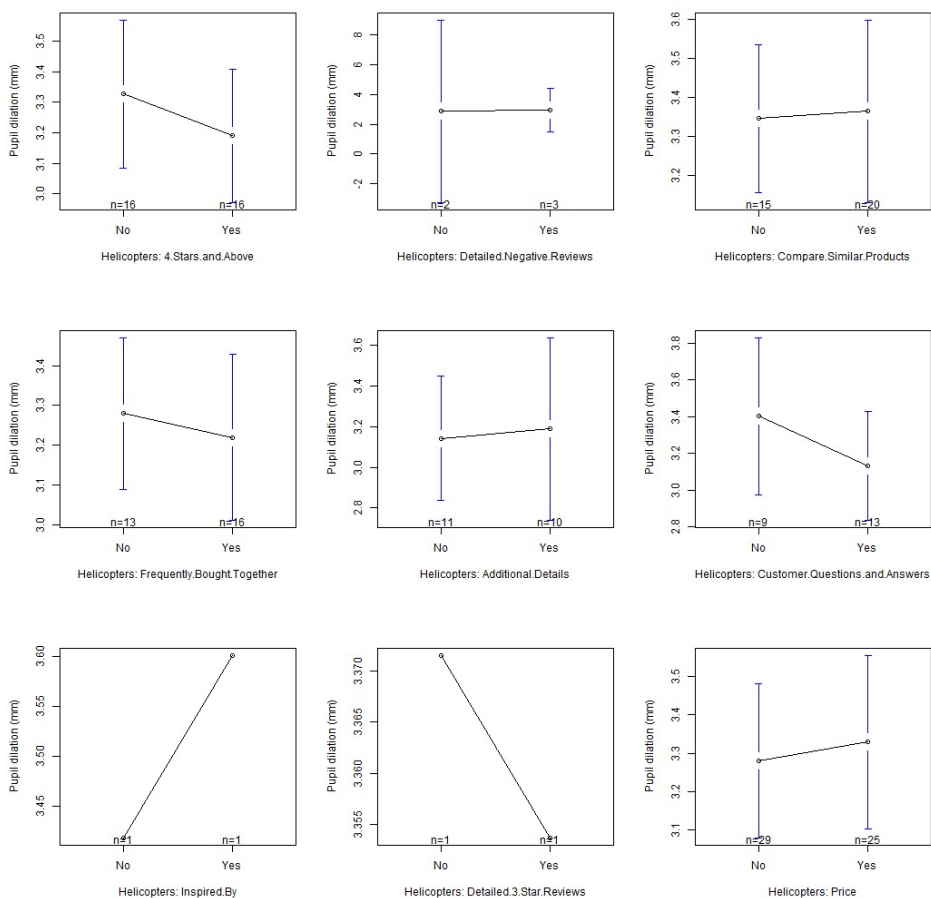 Pupil dilation (mm)
3.0 3.1 3.2 3.3 3.4 3.5
n=16 n=16
No Yes
Helicopters: 4.Stars.and.Above
Pupil dilation (mm)
-2 0 2 4 6 8
n=2 n=3
No Yes
Helicopters: Detailed.Negative.Reviews
Pupil dilation (mm)
3.2 3.3 3.4 3.5 3.6
n=15 n=20
No Yes
Helicopters: Compare.Similar.Products
Pupil dilation (mm)
3.0 3.1 3.2 3.3 3.4
n=13 n=16
No Yes
Helicopters: Frequently.Bought.Together
Pupil dilation (mm)
2.8 3.0 3.2 3.4 3.6
n=11 n=10
No Yes
Helicopters: Additional.Details
Pupil dilation (mm)
2.8 3.0 3.2 3.4 3.6 3.8
n=9 n=13
No Yes
Helicopters: Customer.Questions.and.Answers
Pupil dilation (mm)
3.45 3.50 3.55 3.60
n=1 n=1
No Yes
Helicopters: Inspired.By
Pupil dilation (mm)
3.355 3.360 3.365 3.370
n=1 n=1
No Yes
Helicopters: Detailed.3.Star.Reviews
Pupil dilation (mm)
3.1 3.2 3.3 3.4 3.5
n=29 n=25
No Yes
Helicopters: Price